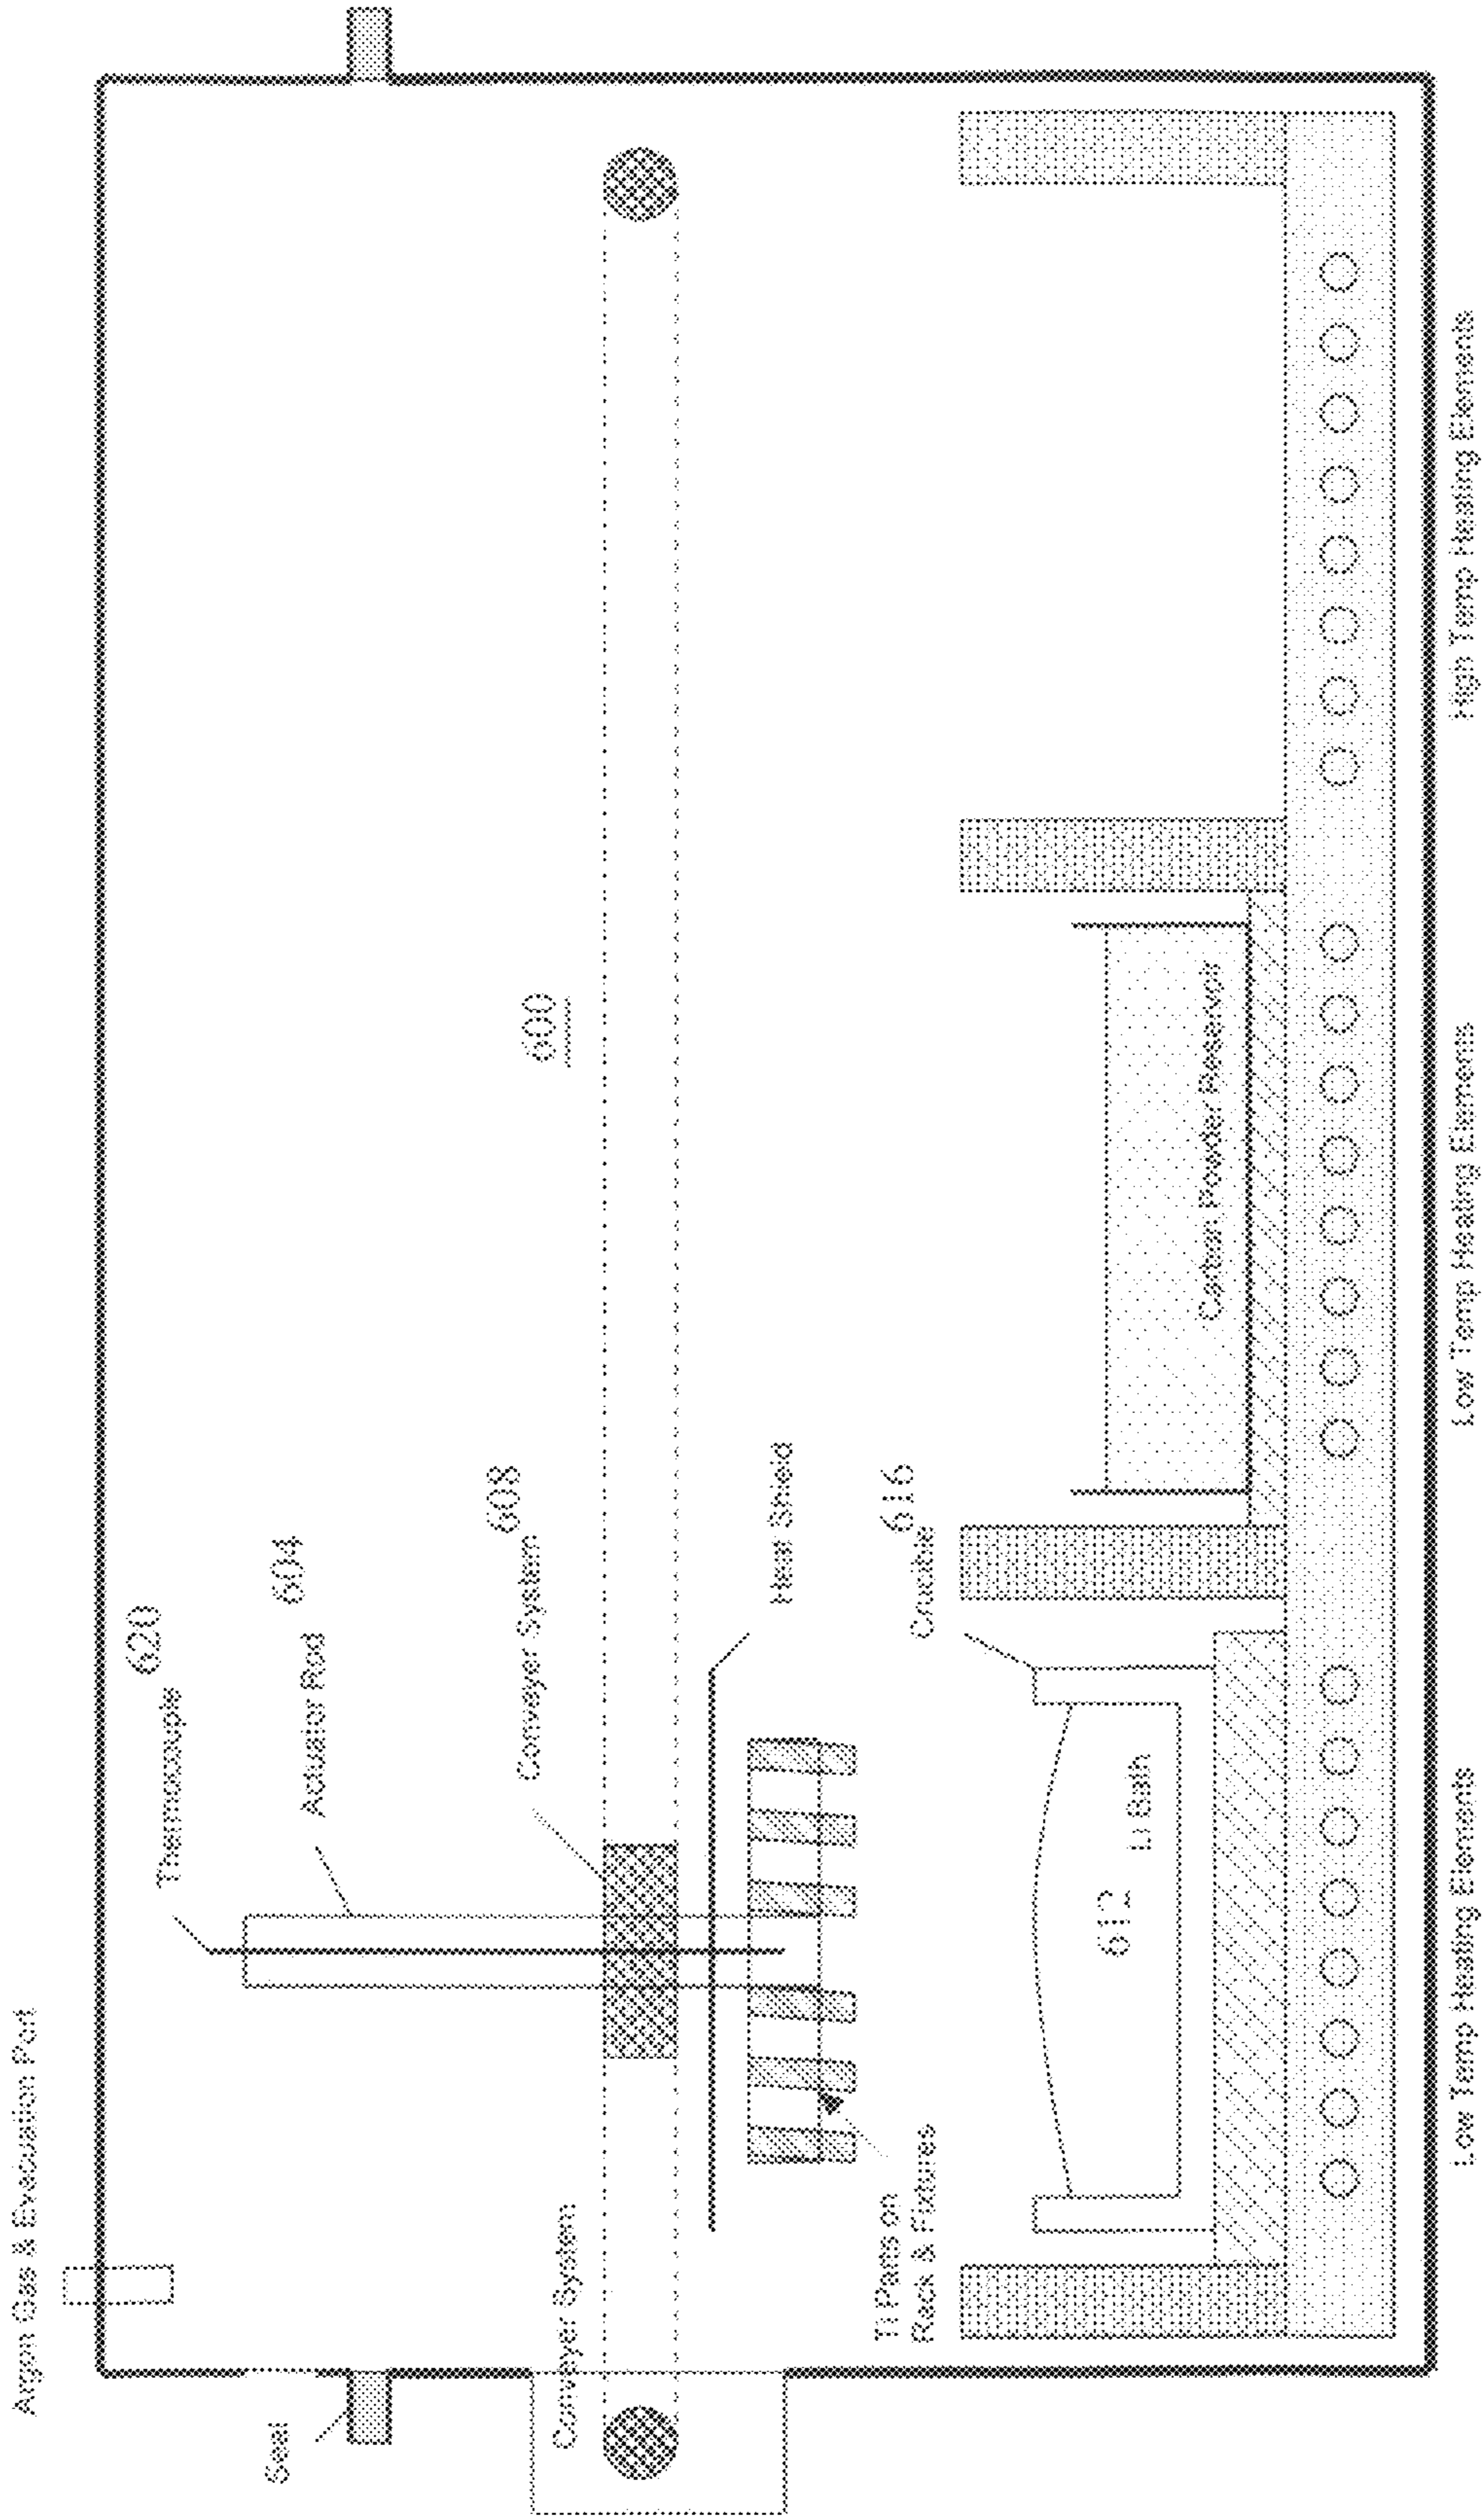 Argon Gas & Evacuation Port
620
Thermocouple
Seal
604
Actuator Rod
608
Conveyer System
Conveyer System
600
Heat Shield
616
Crucible
Ti Parts on
Rack & Fixtures
612
Li Bath
Carbon Powder Reservoir
Low Temp Heating Elements
Low Temp Heating Elements
High Temp Heating Elements